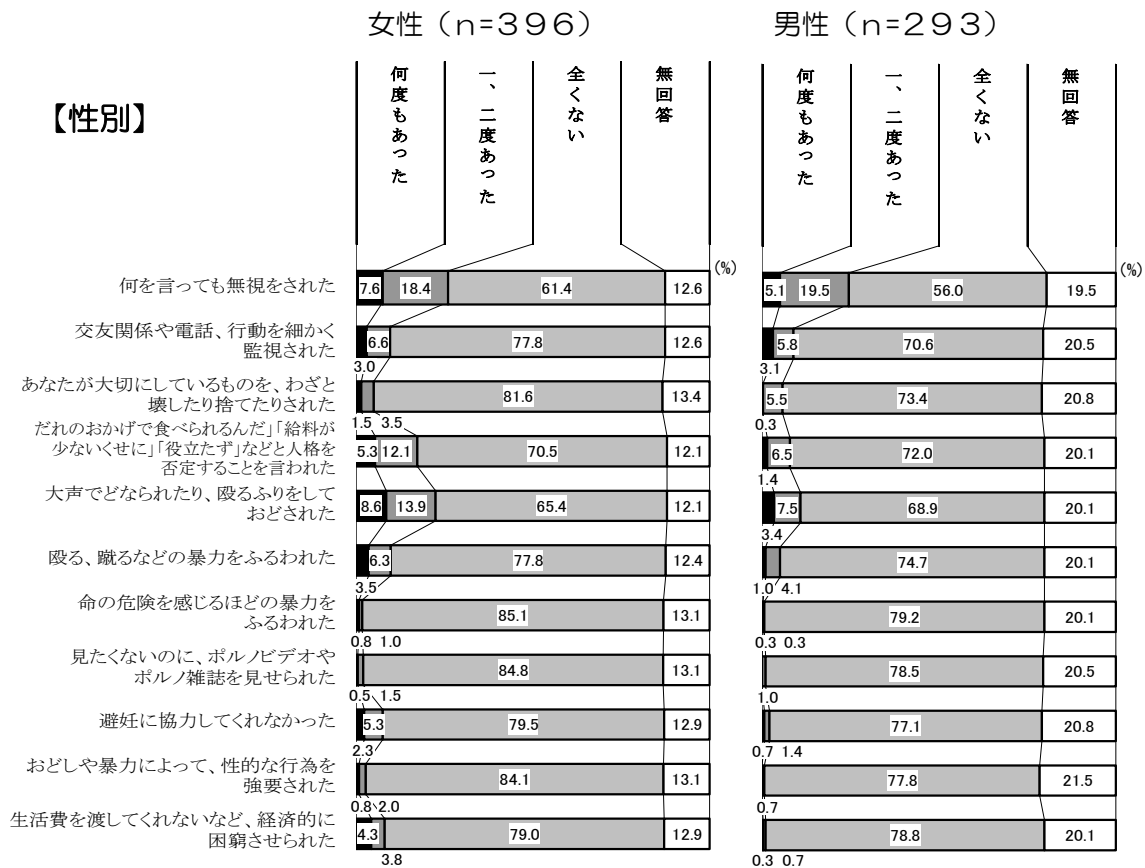 女性（n=396）
男性（n=293）
【性別】
何度もあった
一、二度あった
全くない
無回答
何度もあった
一、二度あった
全くない
無回答
(%)
(%)
何を言っても無視をされた
7.6 18.4 61.4 12.6
5.1 19.5 56.0 19.5
交友関係や電話、行動を細かく
監視された
6.6 77.8 12.6
3.0
5.8 70.6 20.5
3.1
あなたが大切にしているものを、わざと
壊したり捨てたりされた
81.6 13.4
1.5 3.5
5.5 73.4 20.8
0.3
だれのおかげで食べられるんだ」「給料が
少ないくせに」「役立たず」などと人格を
否定することを言われた
5.3 12.1 70.5 12.1
6.5 72.0 20.1
1.4
大声でどなられたり、殴るふりをして
おどされた
8.6 13.9 65.4 12.1
7.5 68.9 20.1
3.4
殴る、蹴るなどの暴力をふるわれた
6.3 77.8 12.4
3.5
74.7 20.1
1.0 4.1
命の危険を感じるほどの暴力を
ふるわれた
85.1 13.1
0.8 1.0
79.2 20.1
0.3 0.3
見たくないのに、ポルノビデオや
ポルノ雑誌を見せられた
84.8 13.1
0.5 1.5
78.5 20.5
1.0
避妊に協力してくれなかった
5.3 79.5 12.9
2.3
77.1 20.8
0.7 1.4
おどしや暴力によって、性的な行為を
強要された
84.1 13.1
0.8 2.0
77.8 21.5
0.7
生活費を渡してくれないなど、経済的に
困窮させられた
4.3 79.0 12.9
3.8
78.8 20.1
0.3 0.7